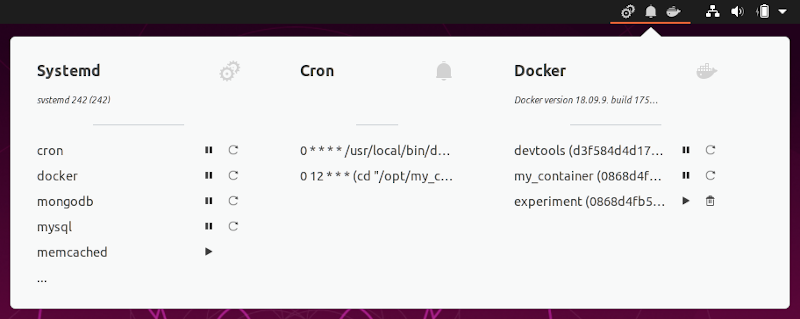 Systemd
systemd 242 (242)
cron
docker
mongodb
mysql
memcached
...
Cron
0 * * * * /usr/local/bin/d...
0 12 * * * (cd "/opt/my_c...
Docker
Docker version 18.09.9. build 175...
devtools (d3f584d4d17...
my_container (0868d4f...
experiment (0868d4fb5...